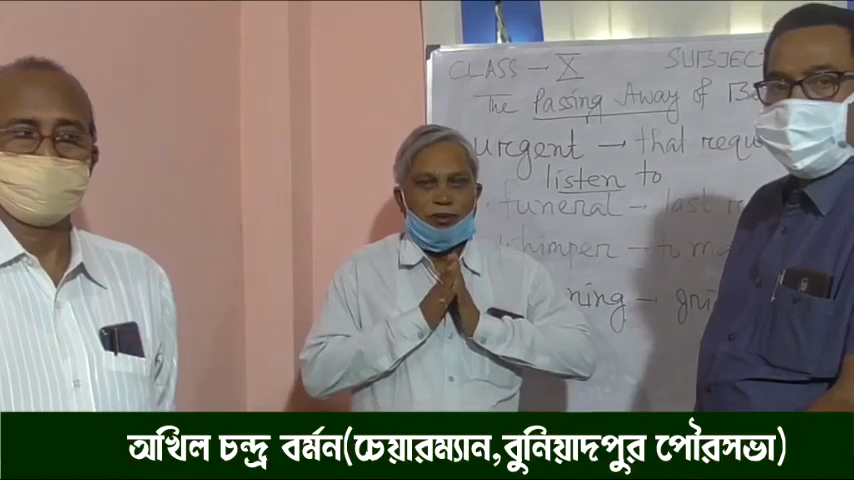 CLASS - X SUBJEC
The Passing Away of B
urgent → that requ
listen to
funeral - last r
whimper - to m
ning - gri
অখিল চন্দ্র বর্মন(চেয়ারম্যান,বুনিয়াদপুর পৌরসভা)